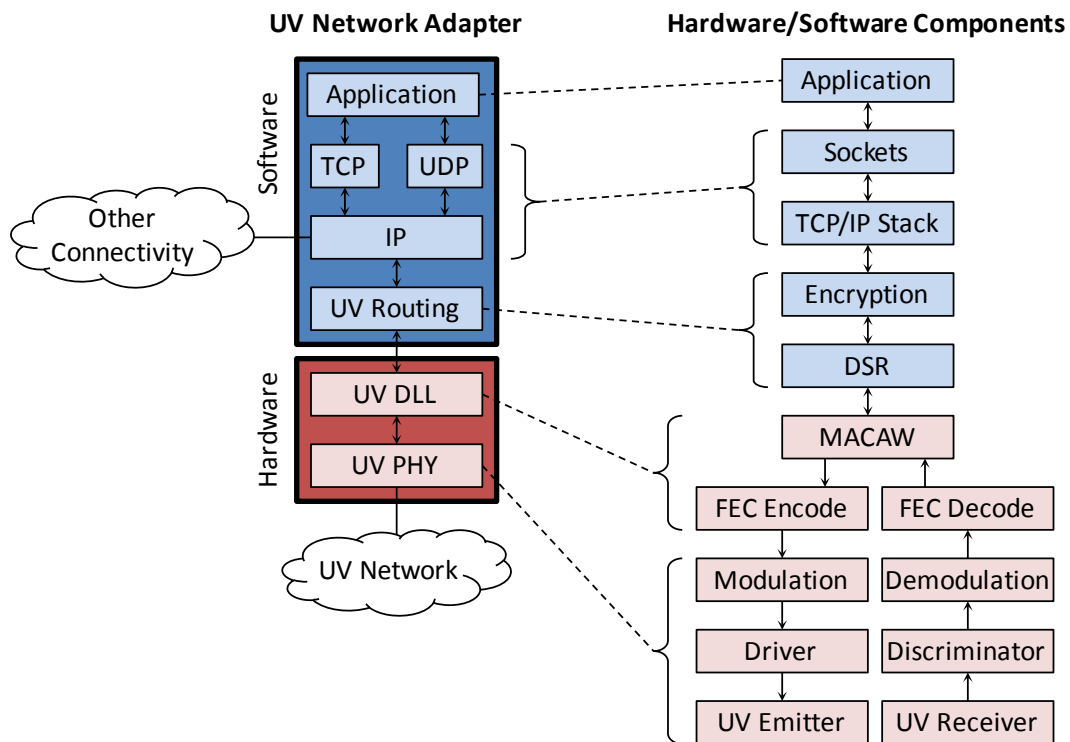 UV Network Adapter
Hardware/Software Components
Software
Application
TCP
UDP
IP
UV Routing
Other
Connectivity
Hardware
UV DLL
UV PHY
UV Network
Application
Sockets
TCP/IP Stack
Encryption
DSR
MACAW
FEC Encode
FEC Decode
Modulation
Demodulation
Driver
Discriminator
UV Emitter
UV Receiver